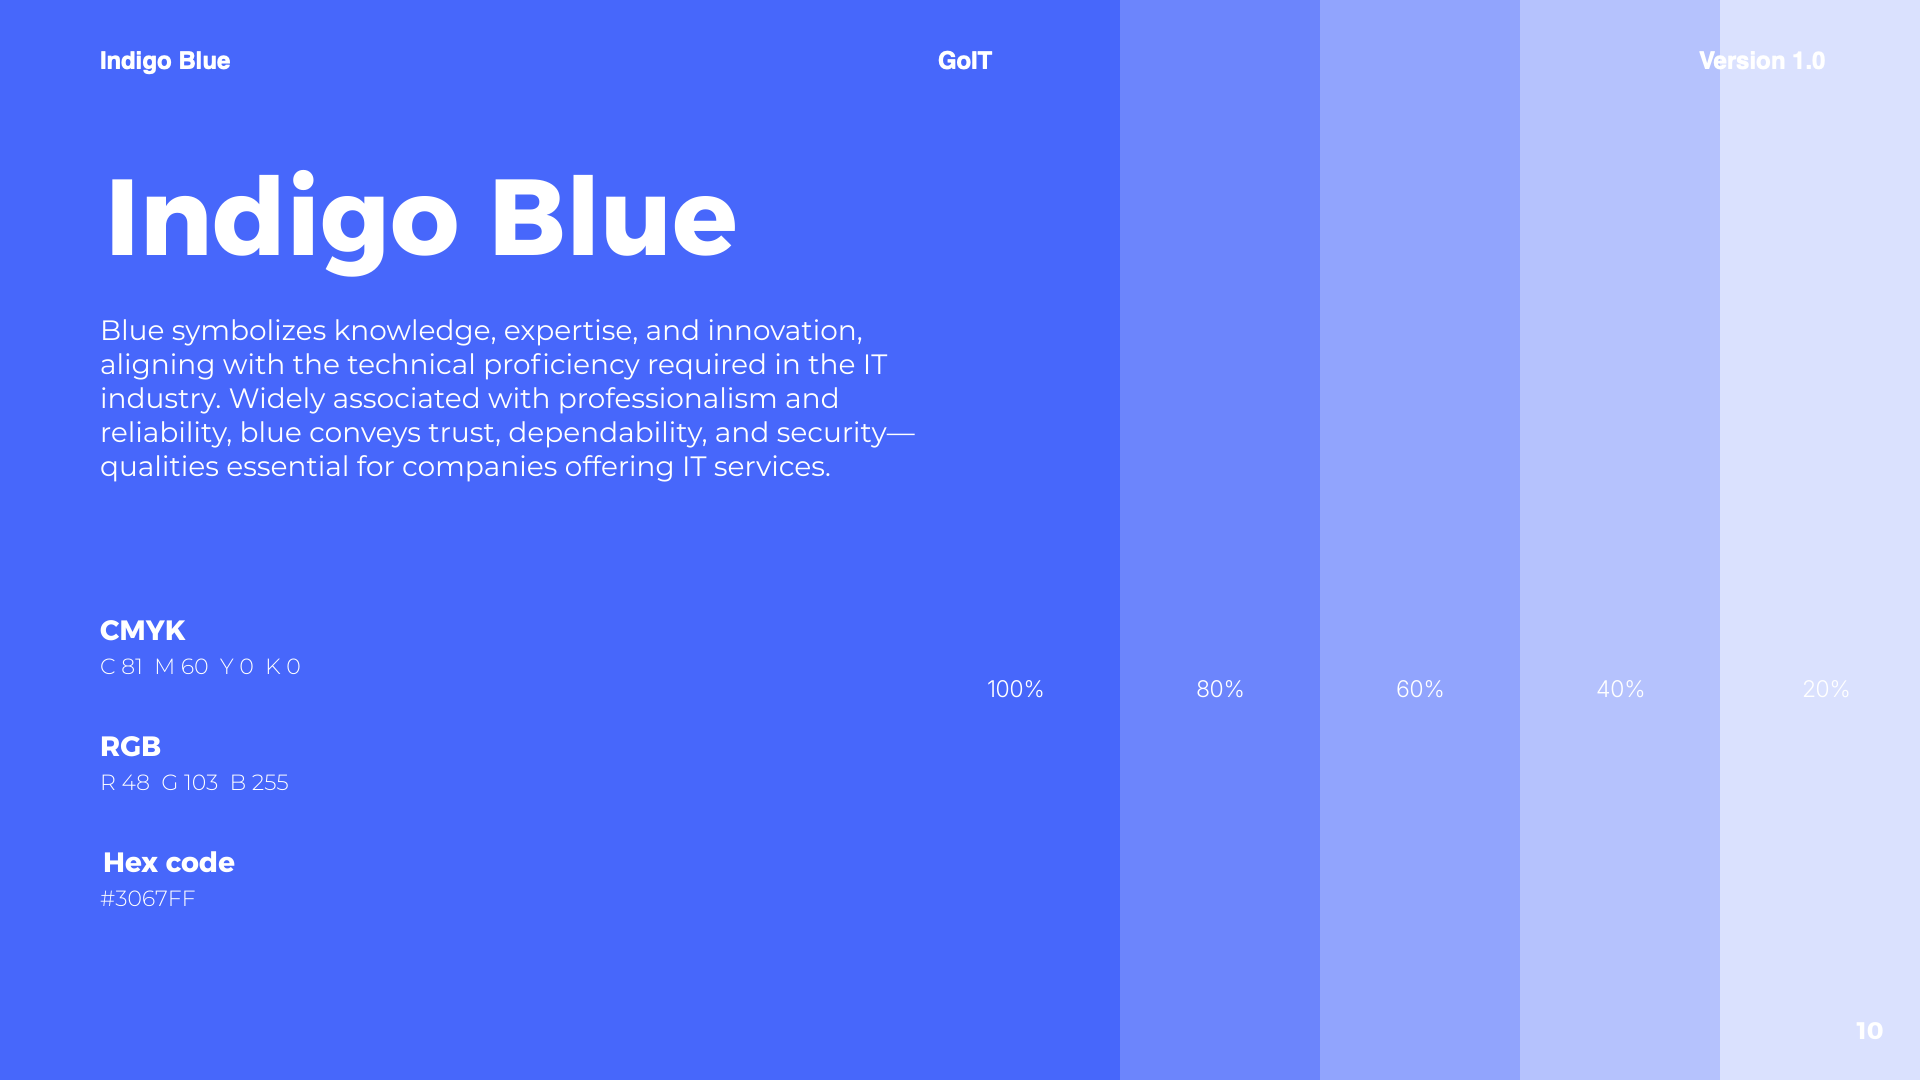 Indigo Blue
GoIT
Version 1.0
Indigo Blue
Blue symbolizes knowledge, expertise, and innovation,
aligning with the technical proficiency required in the IT
industry. Widely associated with professionalism and
reliability, blue conveys trust, dependability, and security—
qualities essential for companies offering IT services.
CMYK
C 81 M 60 Y 0 K 0
100%
80%
60%
40%
20%
RGB
R 48 G 103 B 255
Hex code
#3067FF
10